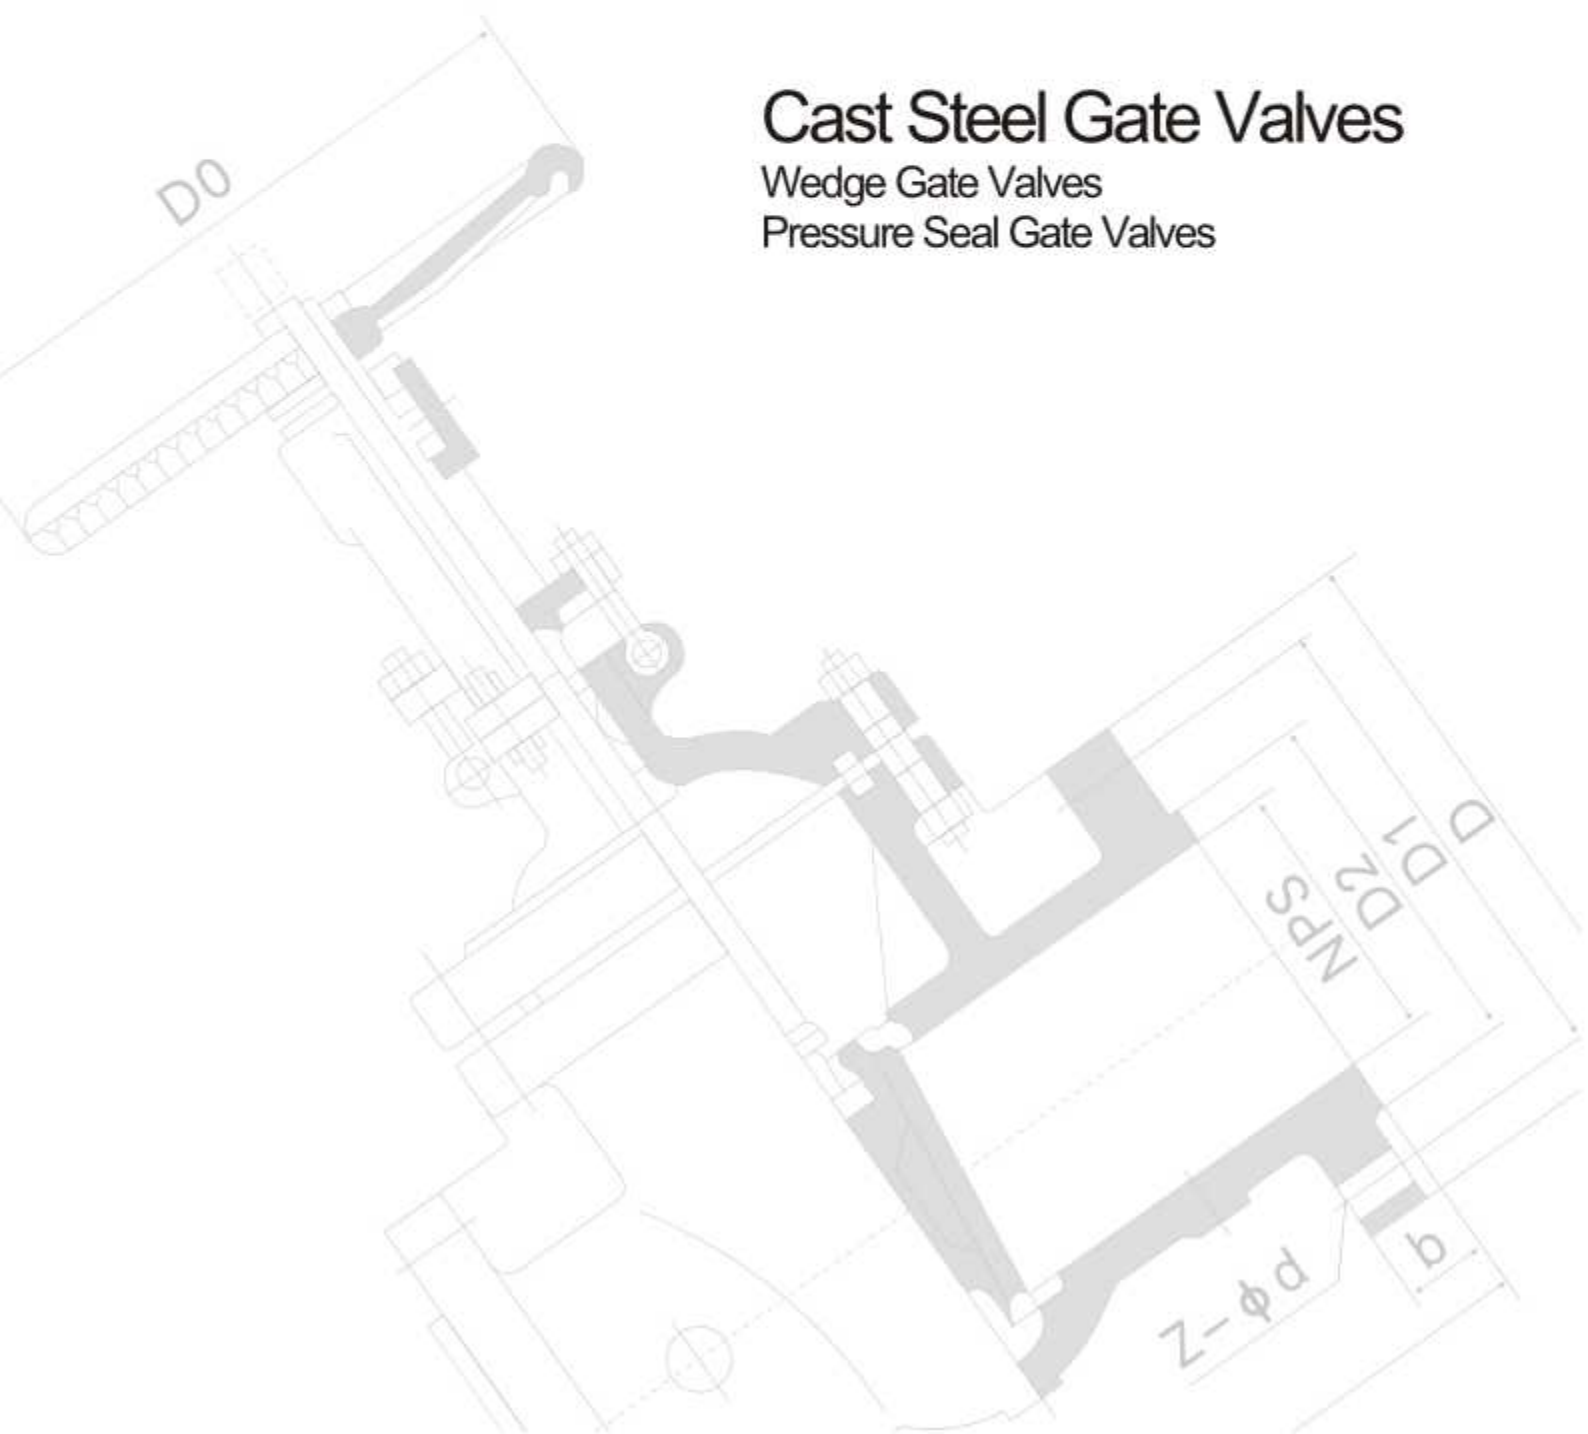 Cast Steel Gate Valves
Wedge Gate Valves
Pressure Seal Gate Valves
D0
D
D1
D2
NPS
b
Z-ϕd